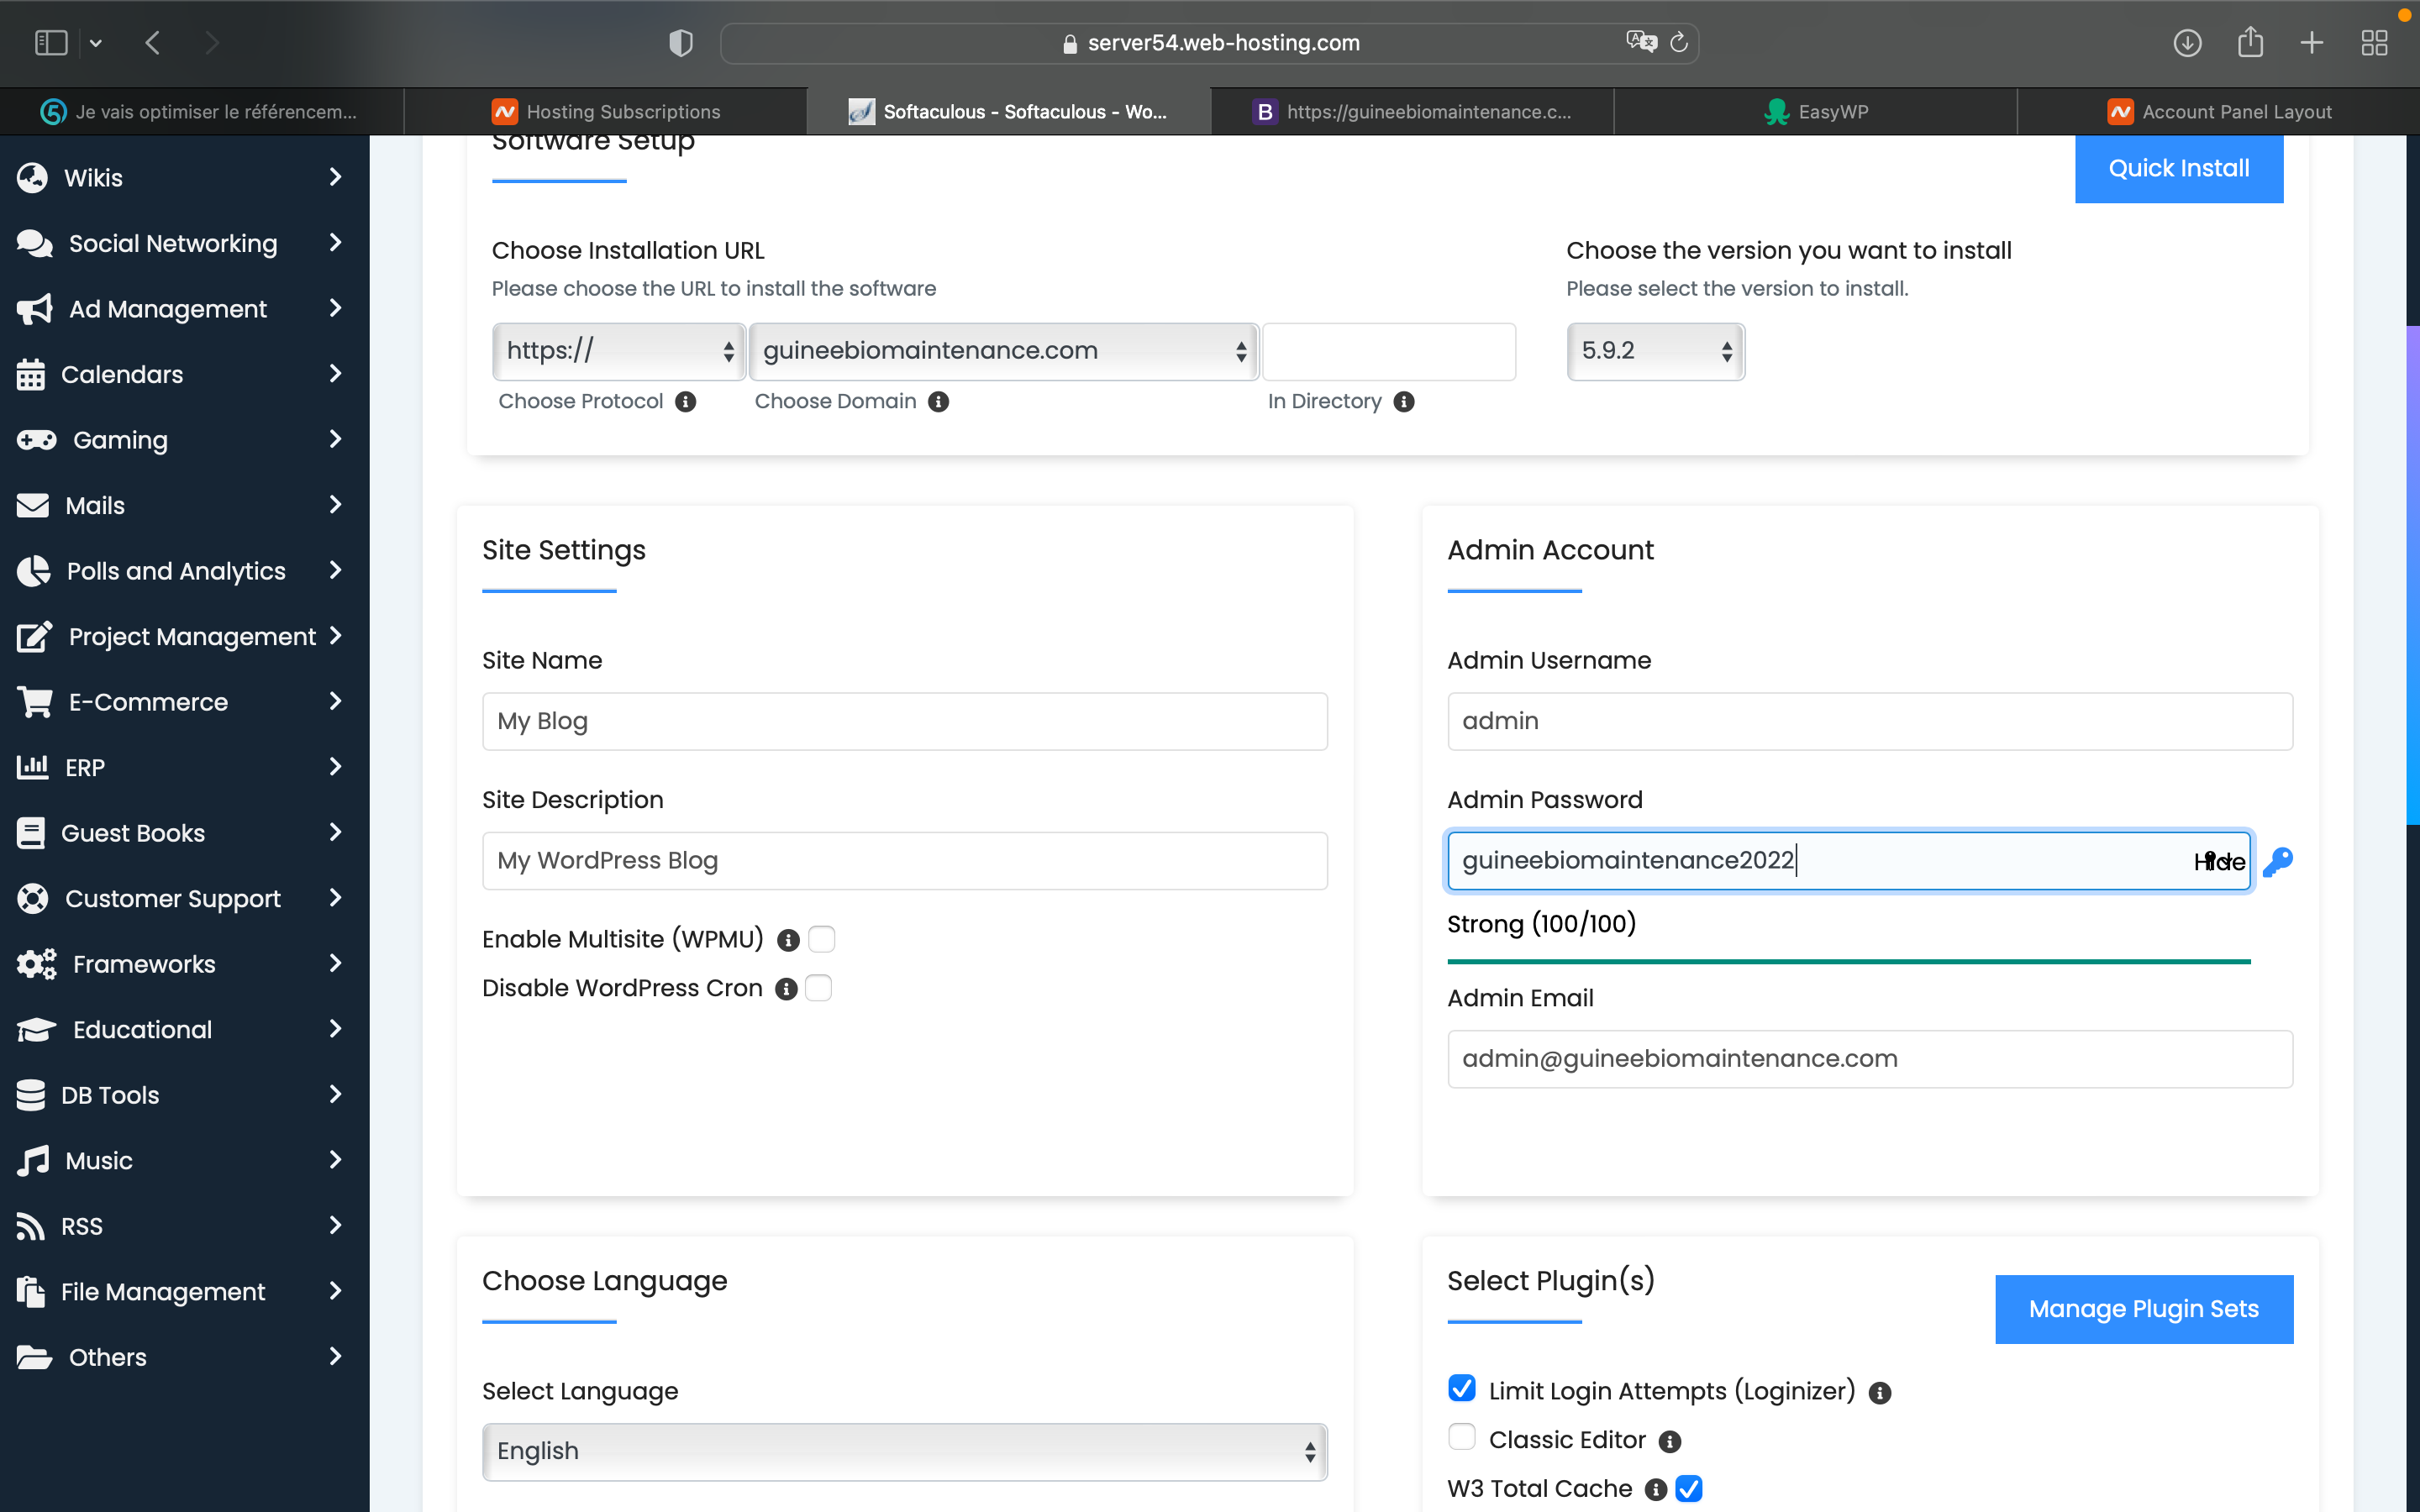 server54.web-hosting.com
Je vais optimiser le référencem...
Hosting Subscriptions
Softaculous - Softaculous - Wo...
https://guineebiomaintenance.c...
EasyWP
Account Panel Layout
Wikis
Social Networking
Ad Management
Calendars
Gaming
Mails
Polls and Analytics
Project Management
E-Commerce
ERP
Guest Books
Customer Support
Frameworks
Educational
DB Tools
Music
RSS
File Management
Others
Software Setup
Quick Install
Choose Installation URL
Please choose the URL to install the software
https://
guineebiomaintenance.com
Choose Protocol
Choose Domain
In Directory
Choose the version you want to install
Please select the version to install.
5.9.2
Site Settings
Site Name
My Blog
Site Description
My WordPress Blog
Enable Multisite (WPMU)
Disable WordPress Cron
Admin Account
Admin Username
admin
Admin Password
guineebiomaintenance2022
Hide
Strong (100/100)
Admin Email
admin@guineebiomaintenance.com
Choose Language
Select Language
English
Select Plugin(s)
Manage Plugin Sets
Limit Login Attempts (Loginizer)
Classic Editor
W3 Total Cache